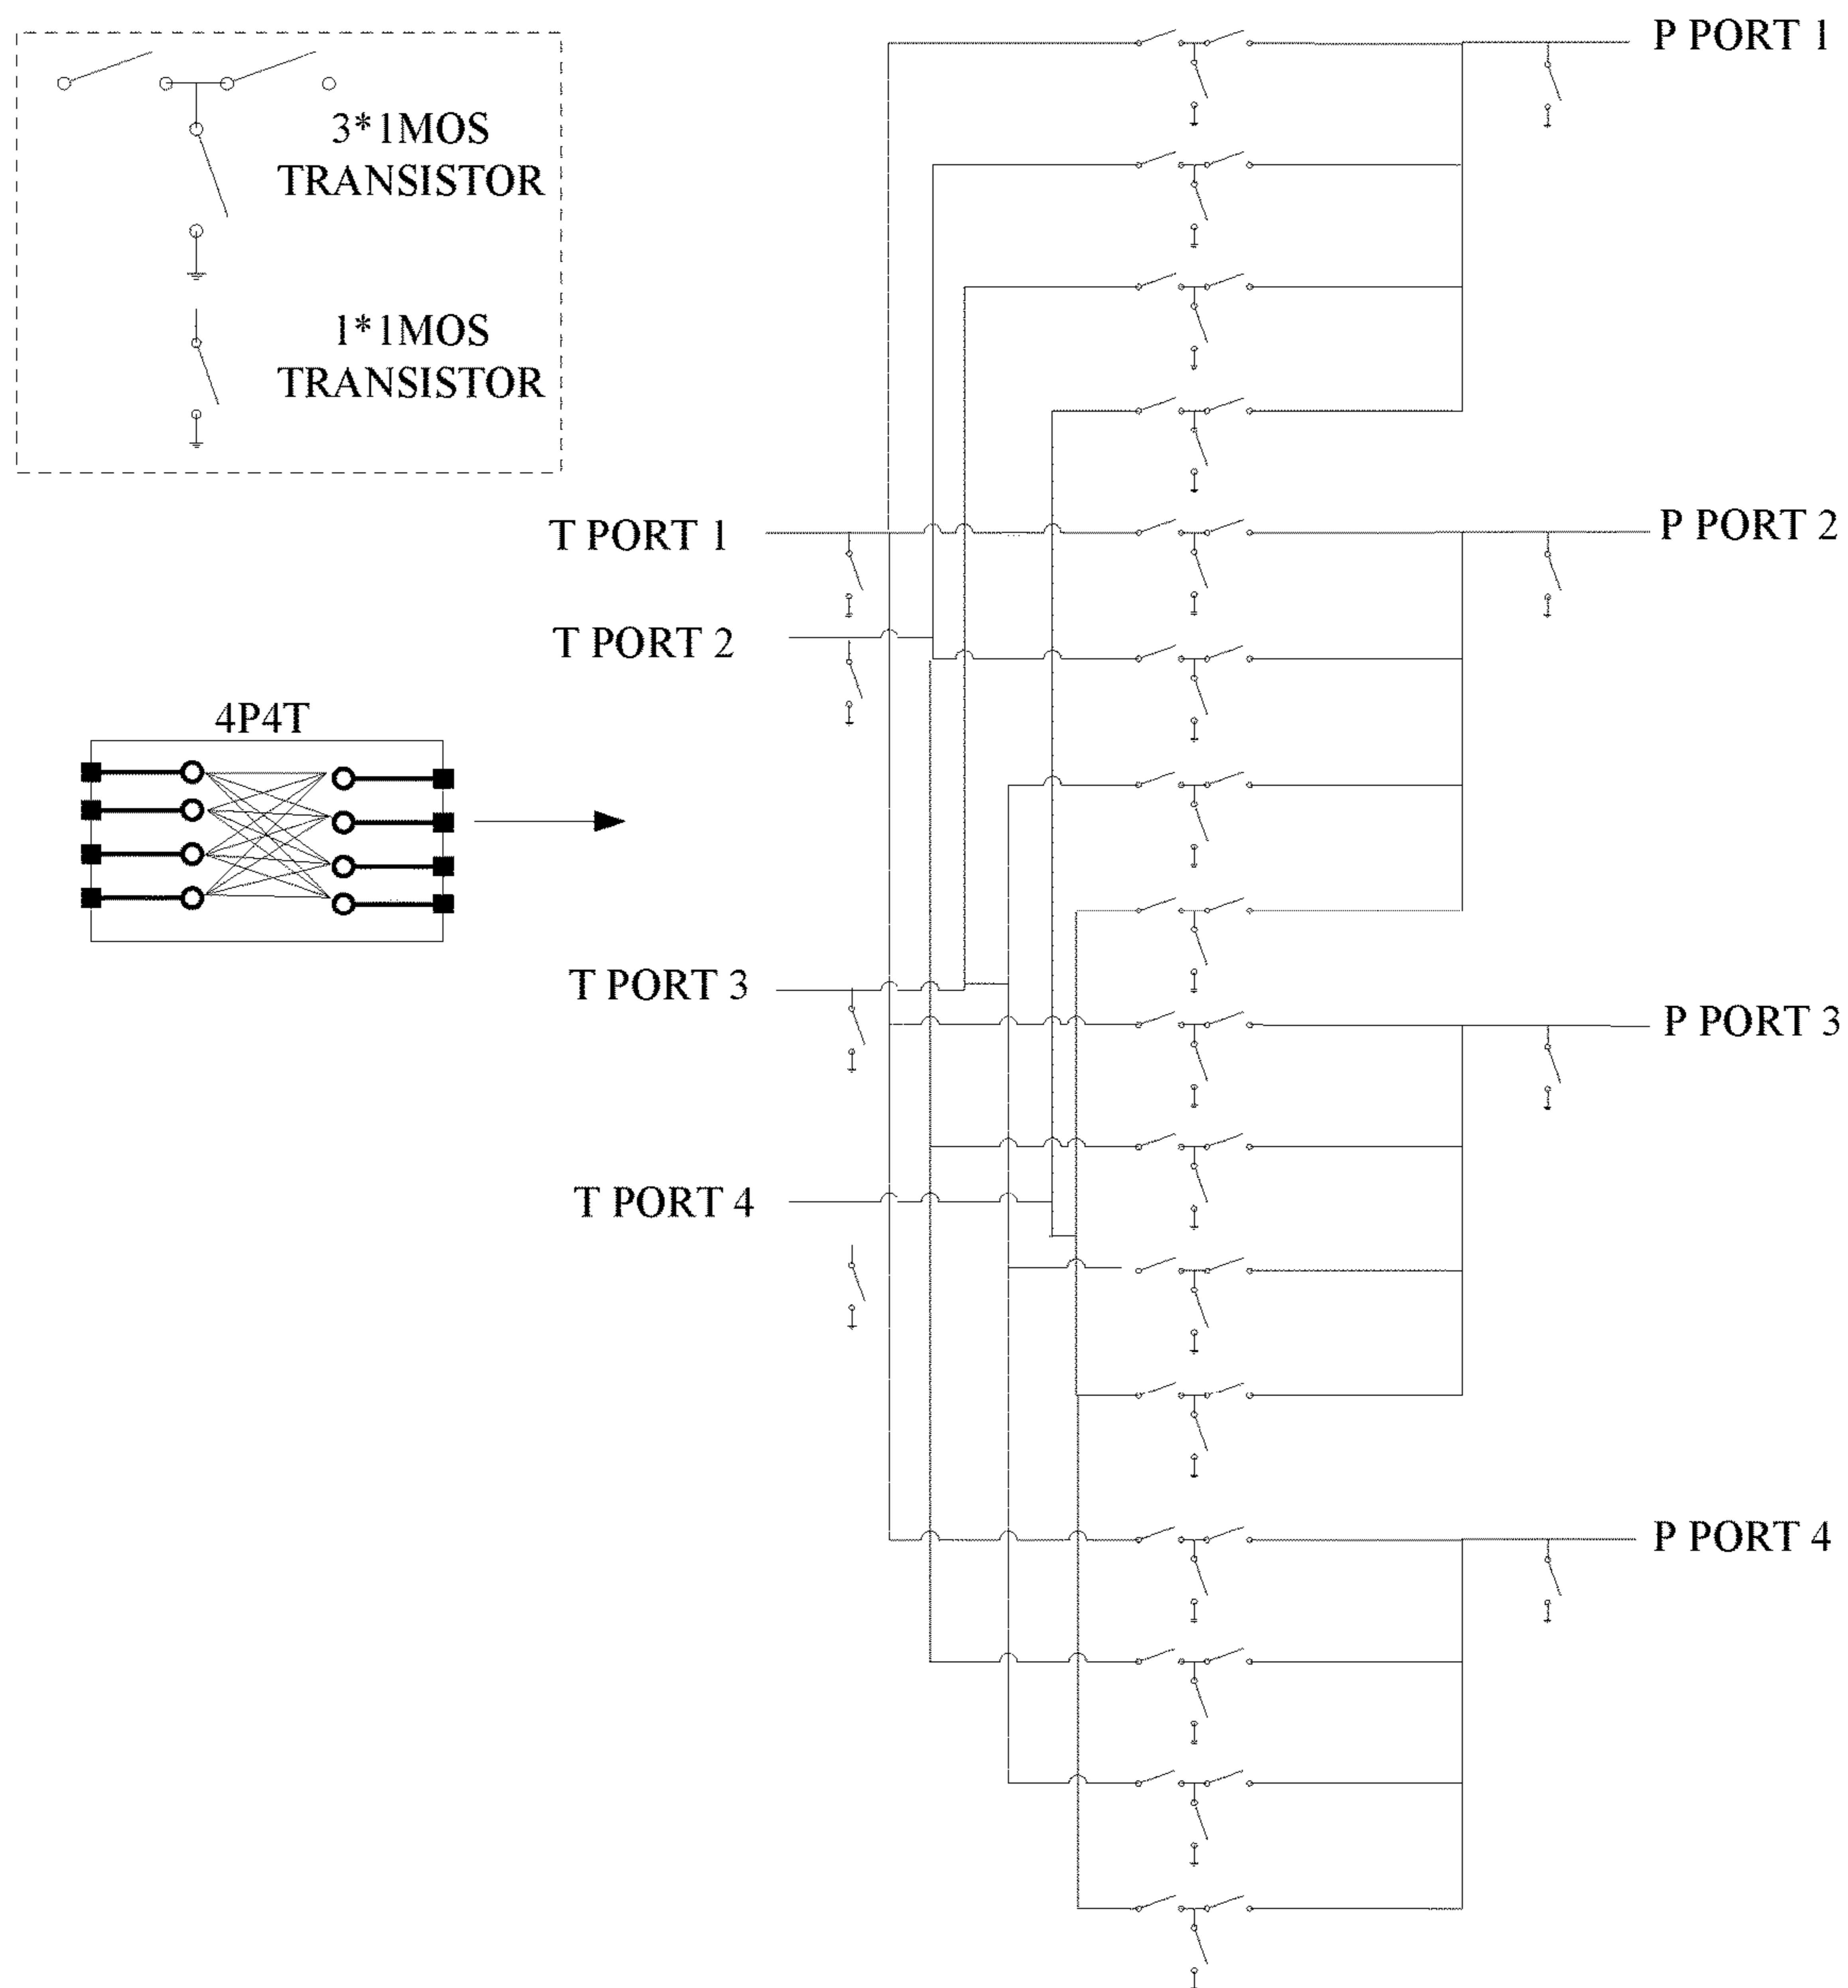 3*1MOS
TRANSISTOR
1*1MOS
TRANSISTOR
P PORT 1
T PORT 1
P PORT 2
T PORT 2
4P4T
T PORT 3
P PORT 3
T PORT 4
P PORT 4